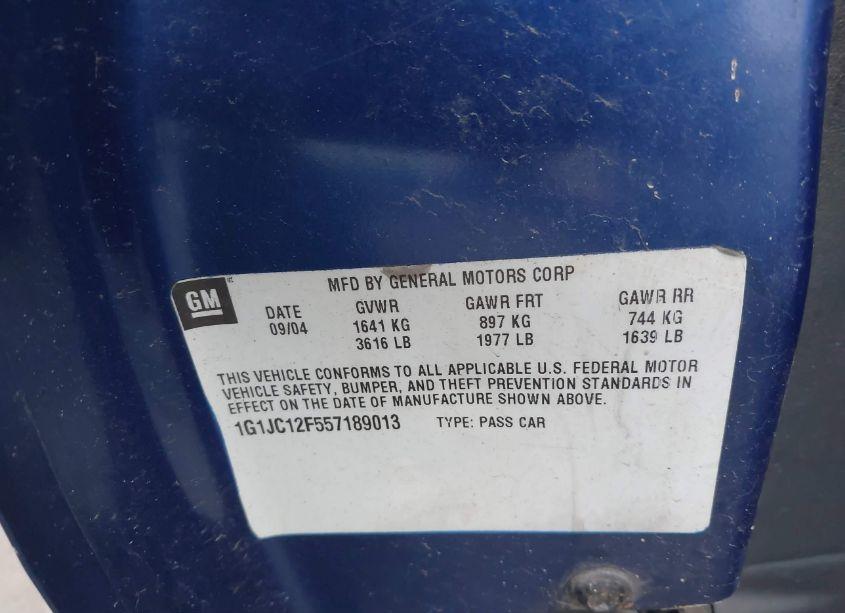 MFD BY GENERAL MOTORS CORP
GM
DATE GVWR GAWR FRT GAWR RR
09/04 1641 KG 897 KG 744 KG
3616 LB 1977 LB 1639 LB
THIS VEHICLE CONFORMS TO ALL APPLICABLE U.S. FEDERAL MOTOR
VEHICLE SAFETY, BUMPER, AND THEFT PREVENTION STANDARDS IN
EFFECT ON THE DATE OF MANUFACTURE SHOWN ABOVE.
1G1JC12F557189013 TYPE: PASS CAR